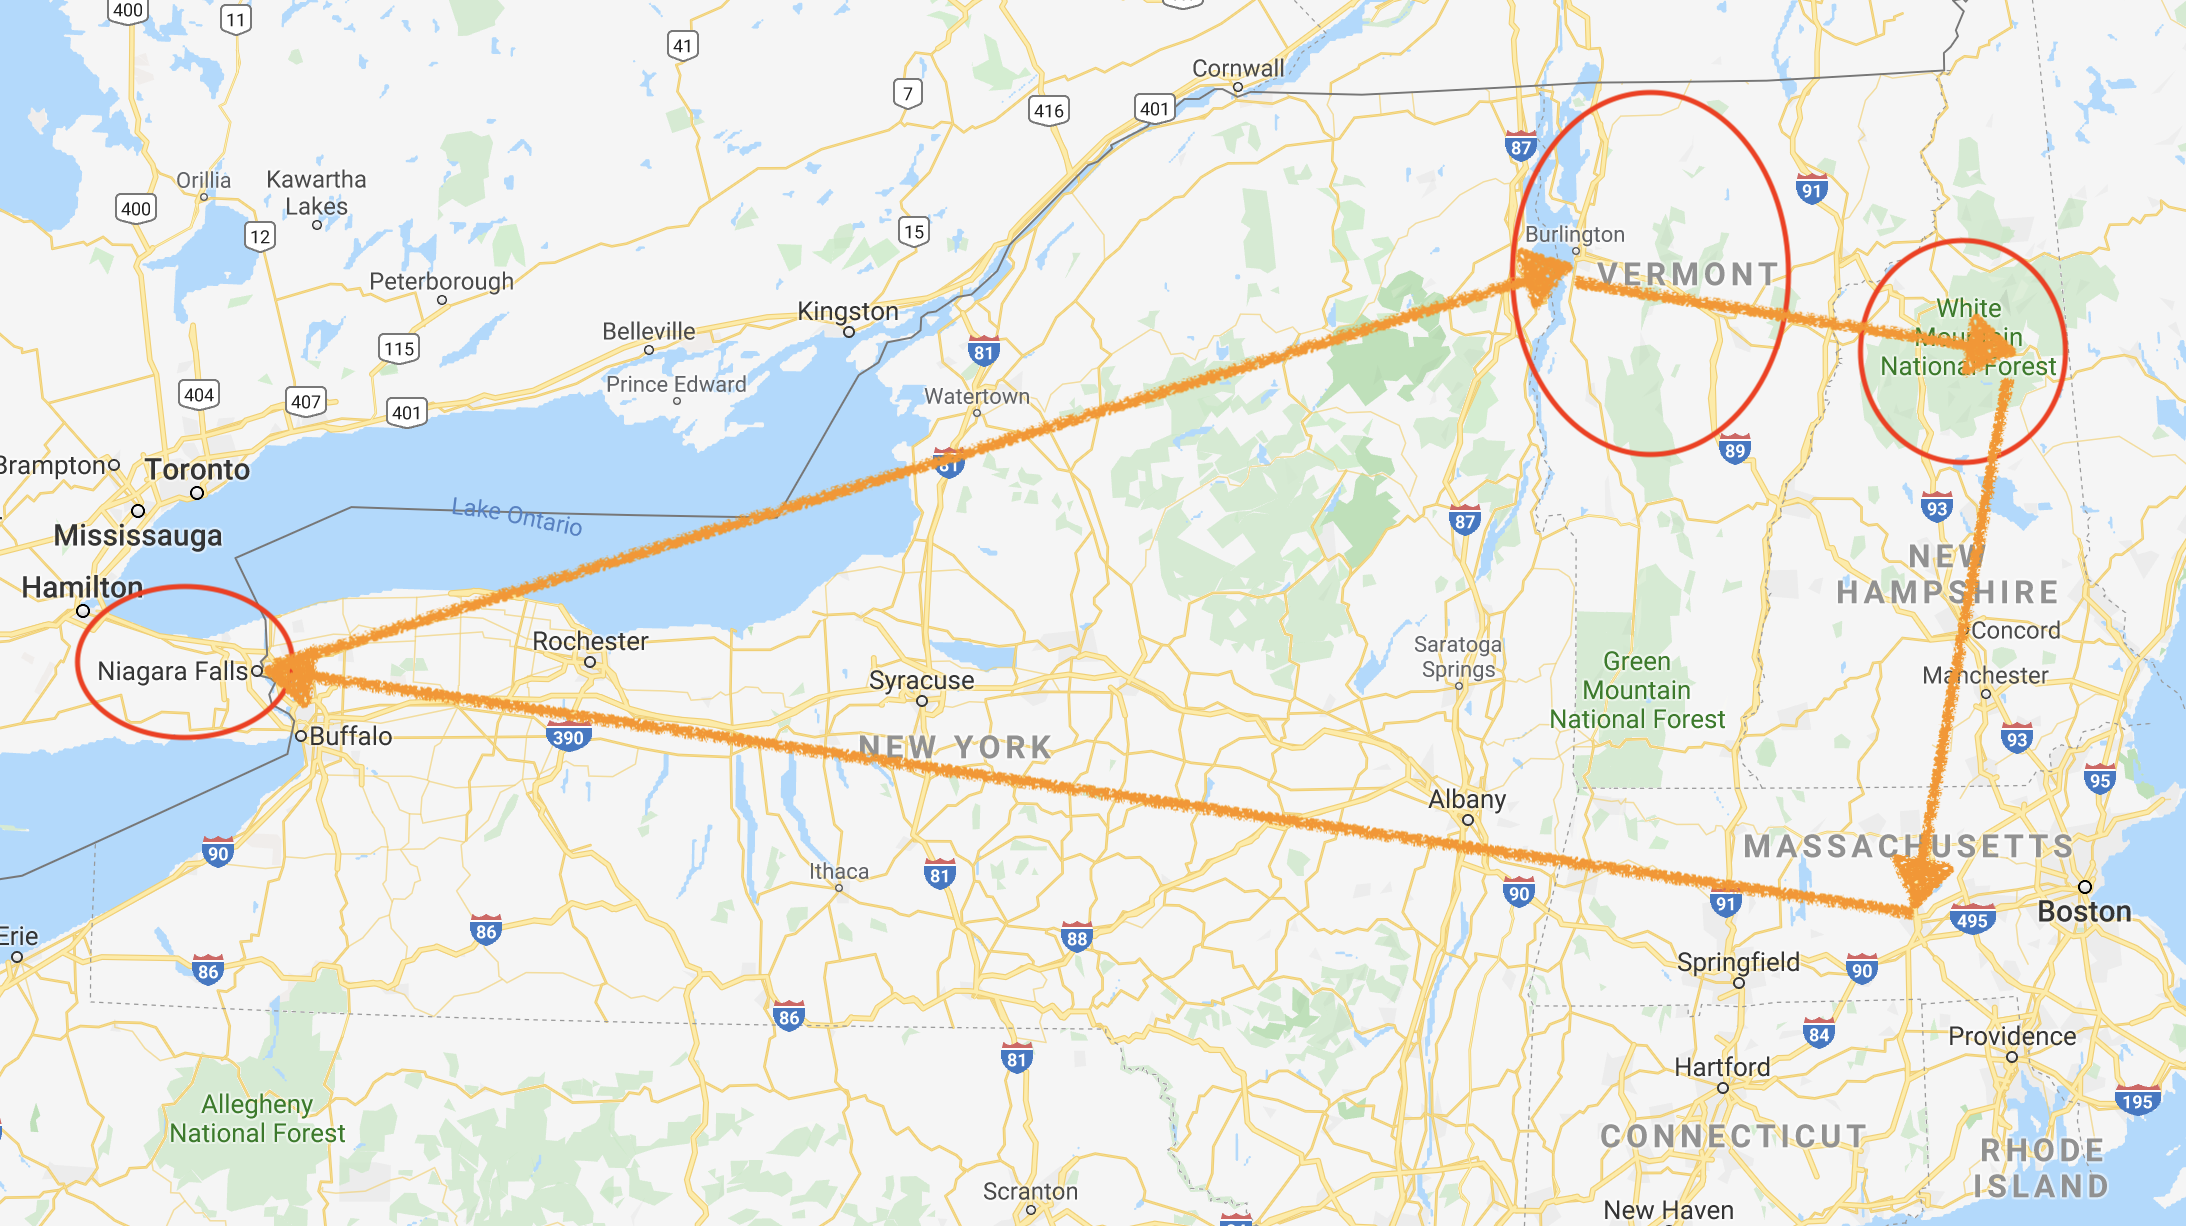 400
11
41
Cornwall
7
416
401
87
Orillia
Kawartha
Lakes
91
400
12
15
Burlington
VERMONT
Peterborough
Kingston
White
Mountain
National Forest
Belleville
115
81
Prince Edward
404
407
401
Watertown
Brampton
Toronto
81
89
Lake Ontario
93
87
Mississauga
NEW
HAMPSHIRE
Hamilton
Rochester
Concord
Saratoga
Springs
Niagara Falls
Syracuse
Green
Mountain
National Forest
Manchester
Buffalo
390
NEW YORK
93
95
Albany
90
MASSACHUSETTS
Ithaca
81
90
91
Boston
495
86
88
Erie
86
Springfield
90
86
84
Providence
81
Hartford
Allegheny
National Forest
195
CONNECTICUT
RHODE
ISLAND
Scranton
New Haven